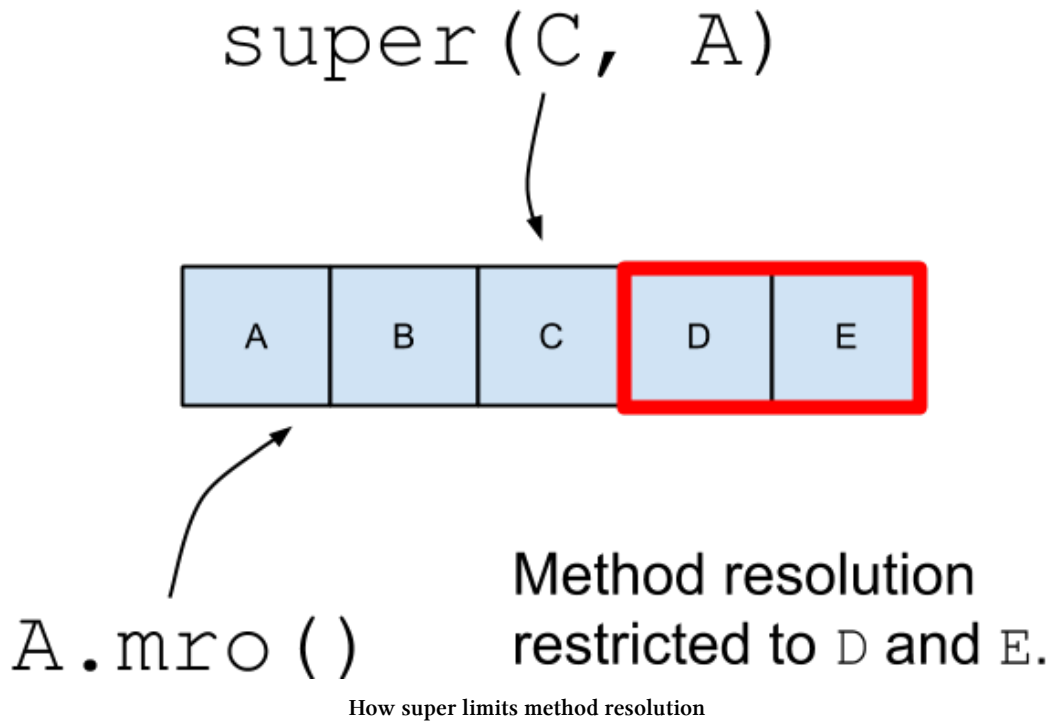 super(C, A)
A B C D E
A.mro()
Method resolution
restricted to D and E.
How super limits method resolution